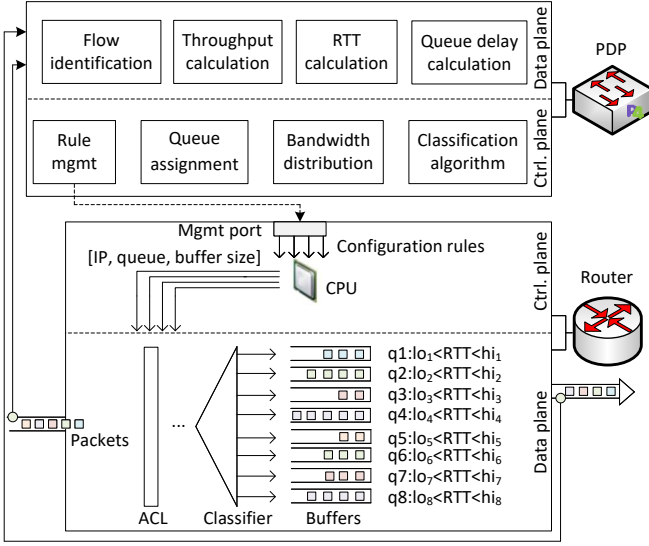 Flow
identification
Throughput
calculation
RTT
calculation
Queue delay
calculation
Data plane
PDP
P4
Rule
mgmt
Queue
assignment
Bandwidth
distribution
Classification
algorithm
Ctrl. plane
Mgmt port
Configuration rules
[IP, queue, buffer size]
CPU
Ctrl. plane
Router
q1:lo₁<RTT<hi₁
q2:lo₂<RTT<hi₂
q3:lo₃<RTT<hi₃
q4:lo₄<RTT<hi₄
q5:lo₅<RTT<hi₅
q6:lo₆<RTT<hi₆
q7:lo₇<RTT<hi₇
q8:lo₈<RTT<hi₈
Data plane
Packets
...
ACL
Classifier
Buffers